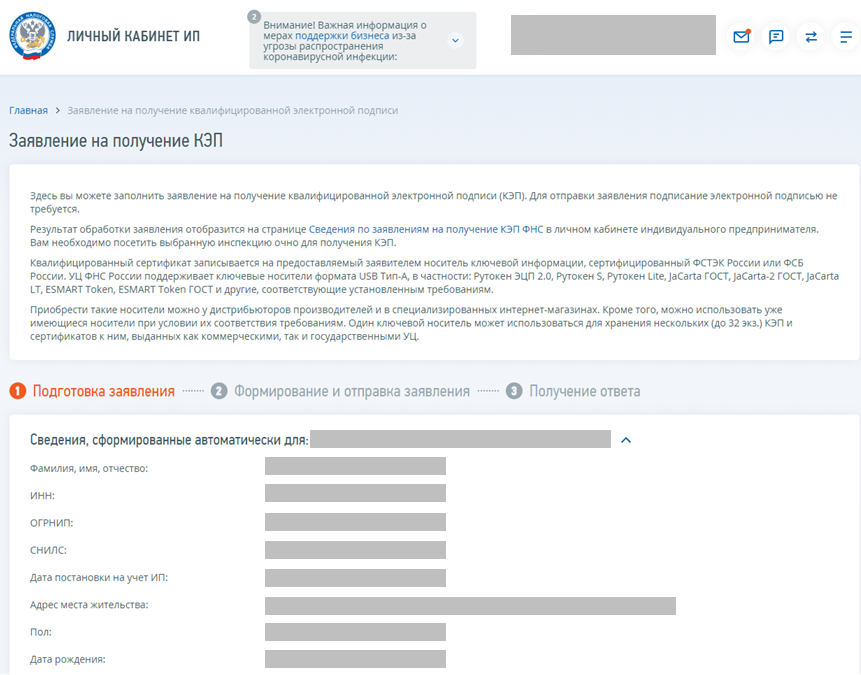 ЛИЧНЫЙ КАБИНЕТ ИП
2
Внимание! Важная информация о
мерах поддержки бизнеса из-за
угрозы распространения
коронавирусной инфекции:
Главная > Заявление на получение квалифицированной электронной подписи
Заявление на получение КЭП
Здесь вы можете заполнить заявление на получение квалифицированной электронной подписи (КЭП). Для отправки заявления подписание электронной подписью не
требуется.
Результат обработки заявления отобразится на странице Сведения по заявлениям на получение КЭП ФНС в личном кабинете индивидуального предпринимателя.
Вам необходимо посетить выбранную инспекцию очно для получения КЭП.
Квалифицированный сертификат записывается на предоставляемый заявителем носитель ключевой информации, сертифицированный ФСТЭК России или ФСБ
России. УЦ ФНС России поддерживает ключевые носители формата USB Тип-A, в частности: Рутокен ЭЦП 2.0, Рутокен S, Рутокен Lite, JaCarta ГОСТ, JaCarta-2 ГОСТ, JaCarta
LT, ESMART Token, ESMART Token ГОСТ и другие, соответствующие установленным требованиям.
Приобрести такие носители можно у дистрибьюторов производителей и в специализированных интернет-магазинах. Кроме того, можно использовать уже
имеющиеся носители при условии их соответствия требованиям. Один ключевой носитель может использоваться для хранения нескольких (до 32 экз.) КЭП и
сертификатов к ним, выданных как коммерческими, так и государственными УЦ.
1 Подготовка заявления 2 Формирование и отправка заявления 3 Получение ответа
Сведения, сформированные автоматически для:
Фамилия, имя, отчество:
ИНН:
ОГРНИП:
СНИЛС:
Дата постановки на учет ИП:
Адрес места жительства:
Пол:
Дата рождения: